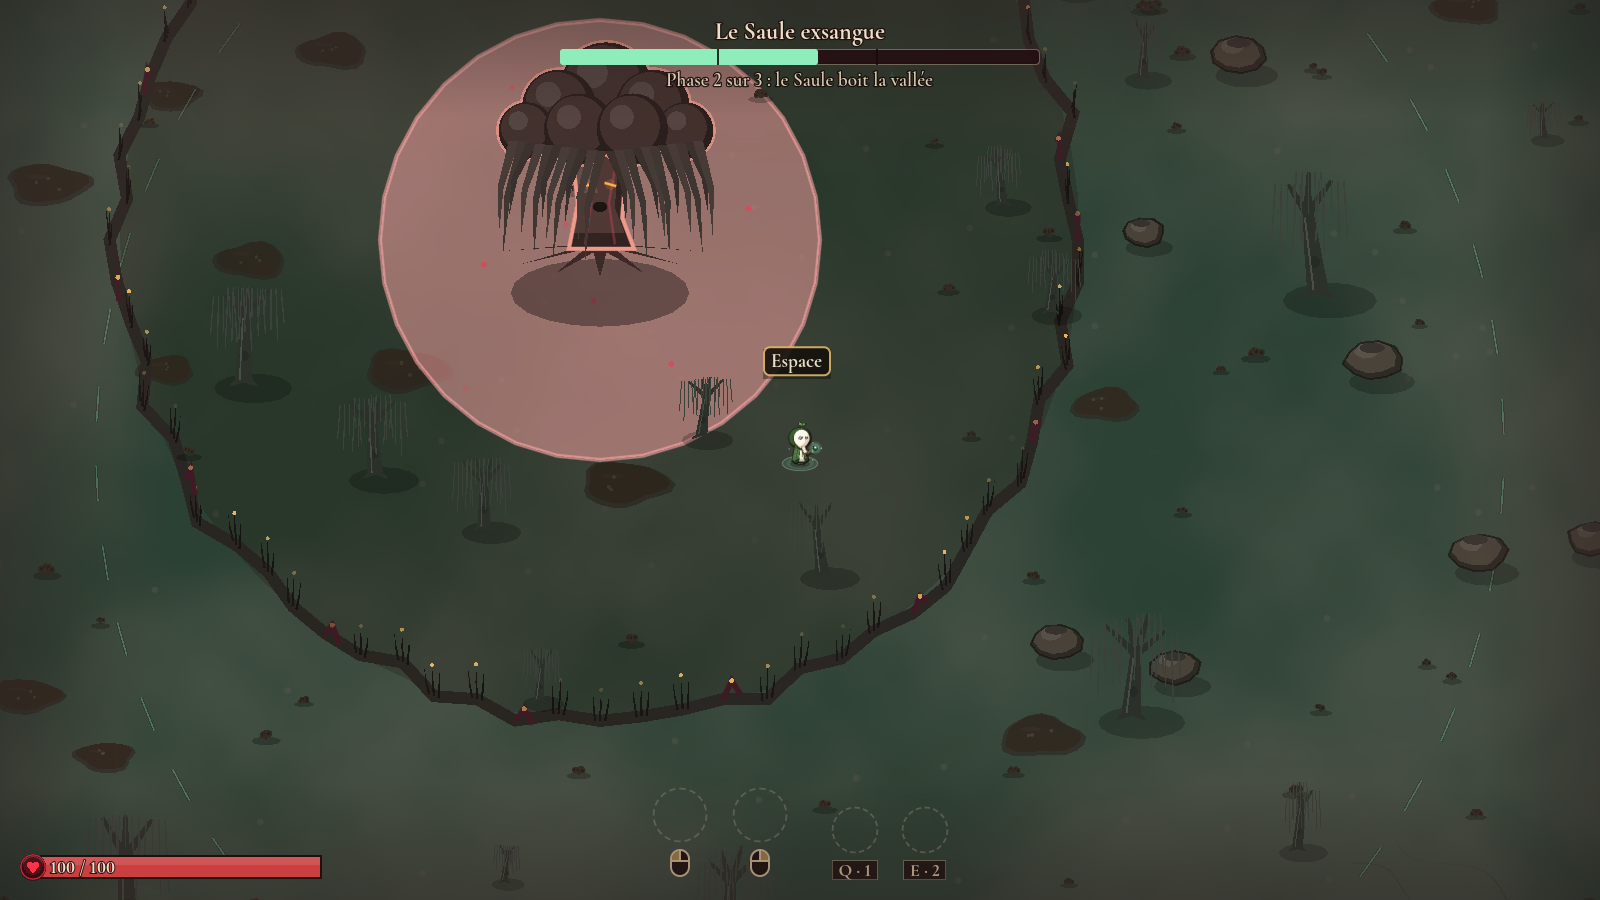 Le Saule exsangue
Phase 2 sur 3 : le Saule boit la vallée
Espace
100 / 100
Q · 1
E · 2